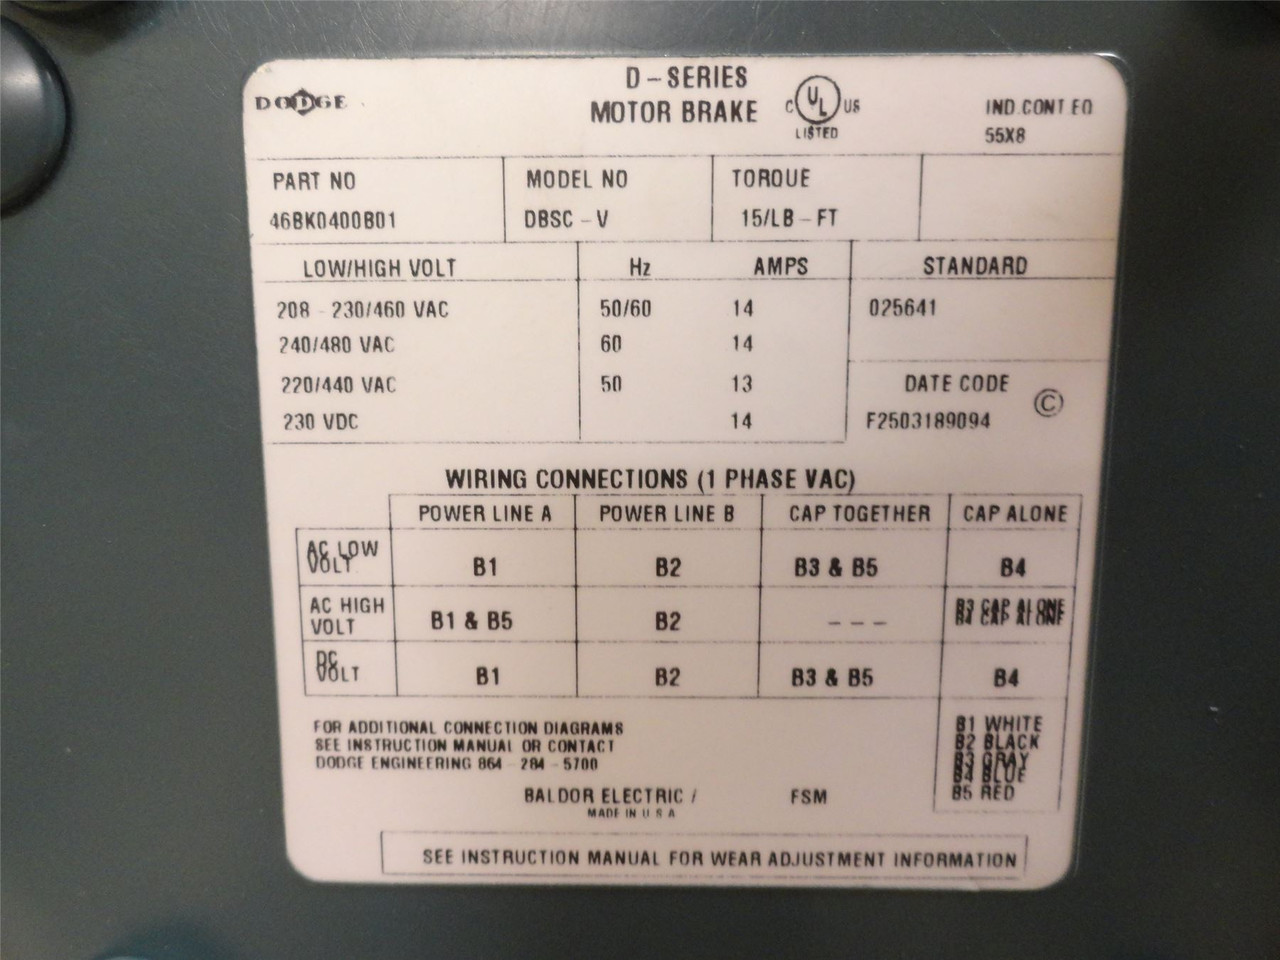 DODGE
D-SERIES
MOTOR BRAKE
C UL US
LISTED
IND.CONT EQ
55X8
PART NO MODEL NO TORQUE
46BK0400B01 DBSC-V 15/LB-FT
LOW/HIGH VOLT Hz AMPS STANDARD
208-230/460 VAC 50/60 14 025641
240/480 VAC 60 14
220/440 VAC 50 13 DATE CODE ©
230 VDC 14 F2503189094
WIRING CONNECTIONS (1 PHASE VAC)
POWER LINE A POWER LINE B CAP TOGETHER CAP ALONE
AC LOW VOLT B1 B2 B3 & B5 B4
AC HIGH VOLT B1 & B5 B2 --- B3 CAP ALONE B4 CAP ALONE
DC VOLT B1 B2 B3 & B5 B4
FOR ADDITIONAL CONNECTION DIAGRAMS
SEE INSTRUCTION MANUAL OR CONTACT
DODGE ENGINEERING 864-284-5700
B1 WHITE
B2 BLACK
B3 GRAY
B4 BLUE
B5 RED
BALDOR ELECTRIC / FSM
MADE IN U S A
SEE INSTRUCTION MANUAL FOR WEAR ADJUSTMENT INFORMATION